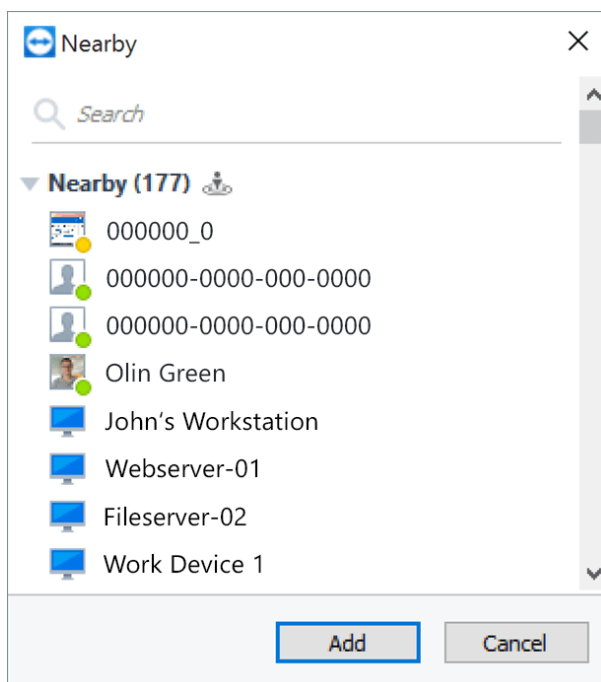 Nearby
Search
Nearby (177)
000000_0
000000-0000-000-0000
000000-0000-000-0000
Olin Green
John‘s Workstation
Webserver-01
Fileserver-02
Work Device 1
Add
Cancel